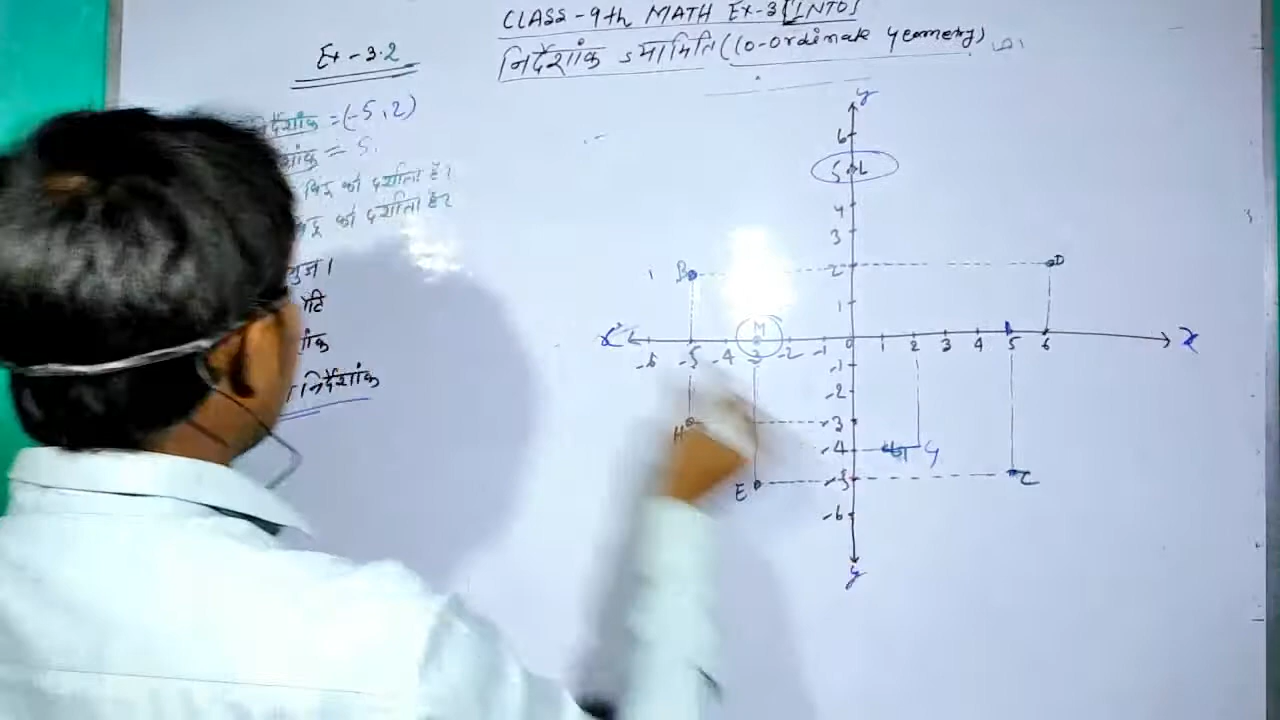 CLASS-9th MATH Ex-3 [INTO]
निर्देशांक ज्यामिति (Co-ordinate Geometry)
Ex-3.2
निर्देशांक = (-5, 2)
= 5.
को दर्शाता है।
को दर्शाता है?
निर्देशांक
y
6
5 L
4
3
B 2 D
1
x' -6 -5 -4 M 3 -2 -1 0 1 2 3 4 5 6 x
-1
-2
H -3
-4 G
E -5 C
-6
y